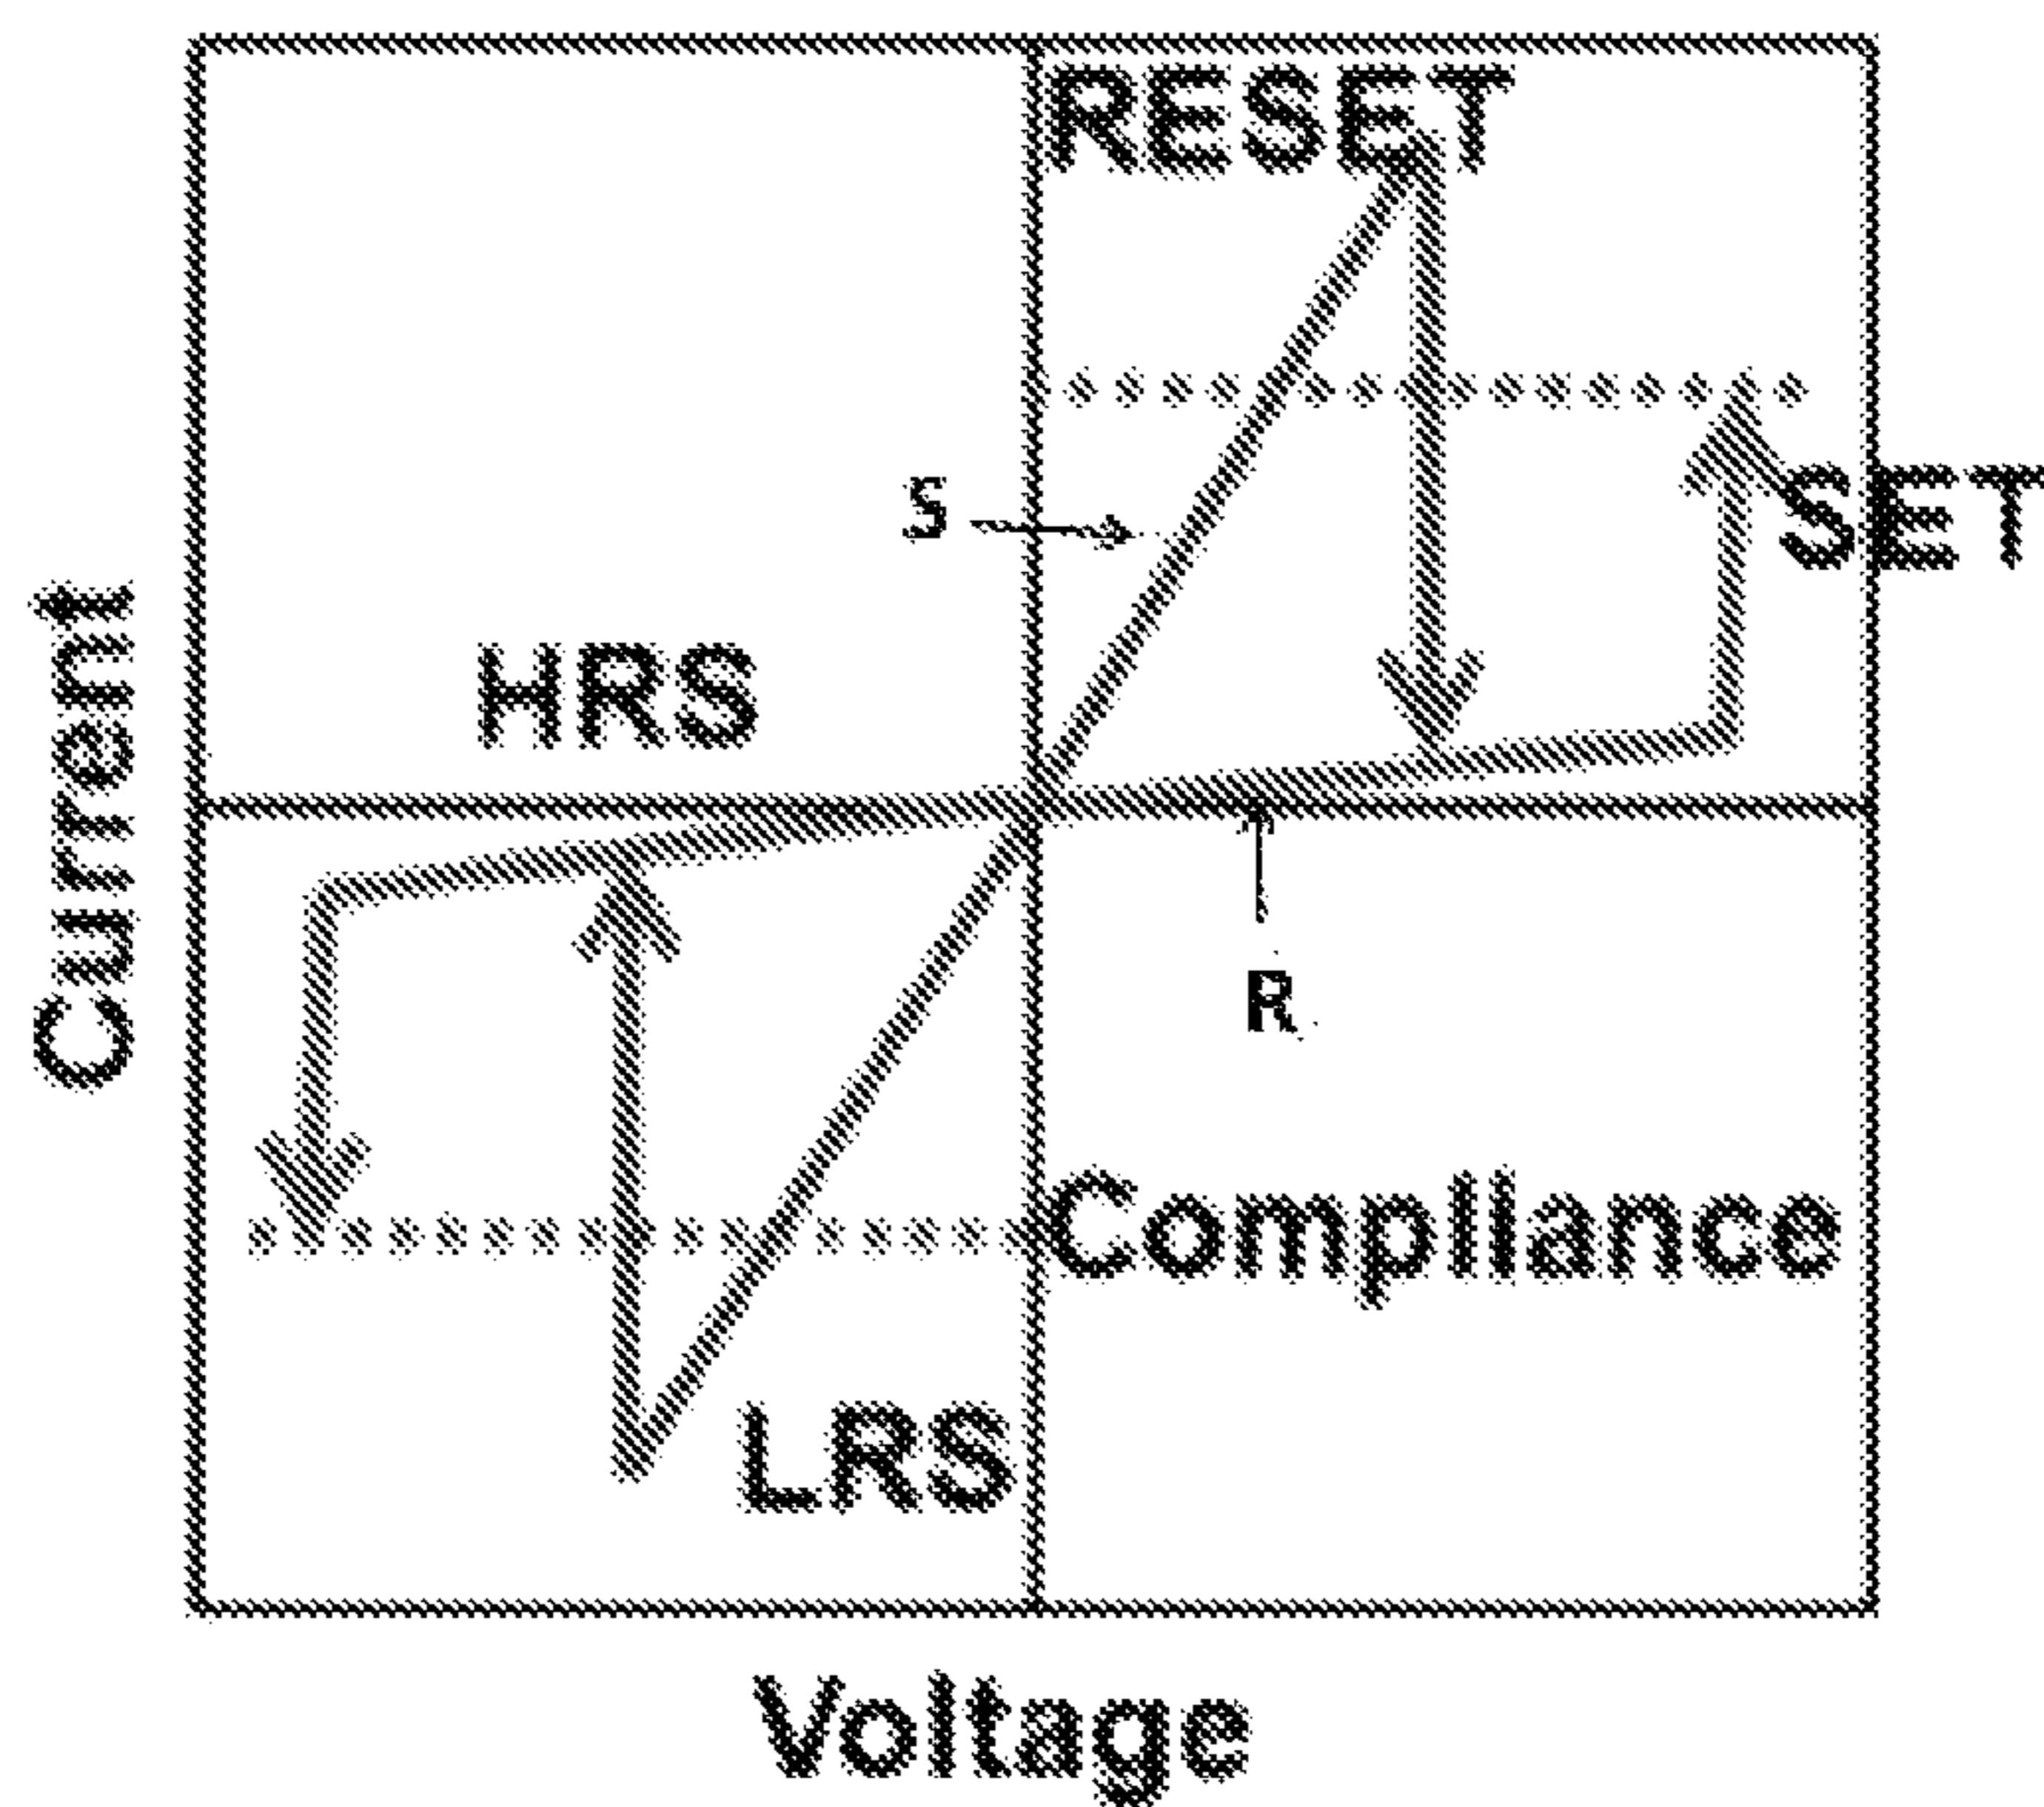 RESET
SET
S
HRS
Current
R
Compliance
LRS
Voltage